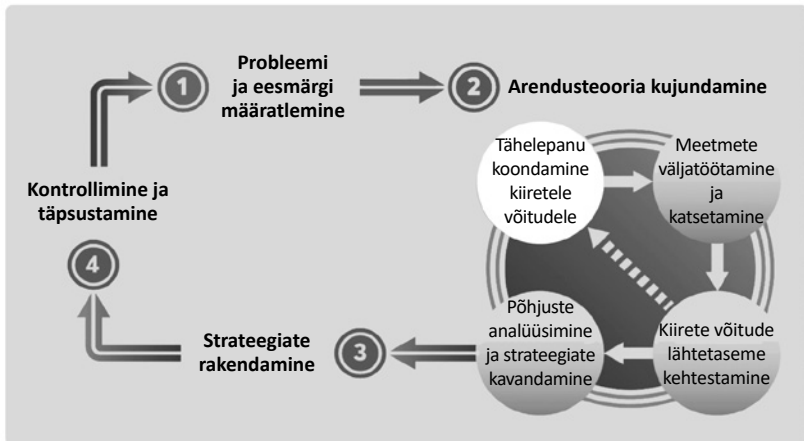 1
Probleemi
ja eesmärgi
määratlemine
2
Arendusteooria kujundamine
Tähelepanu
koondamine
kiiretele
võitudele
Meetmete
väljatöötamine
ja
katsetamine
Kiirete võitude
lähtetaseme
kehtestamine
Põhjuste
analüüsimine
ja strateegiate
kavandamine
3
Strateegiate
rakendamine
4
Kontrollimine ja
täpsustamine